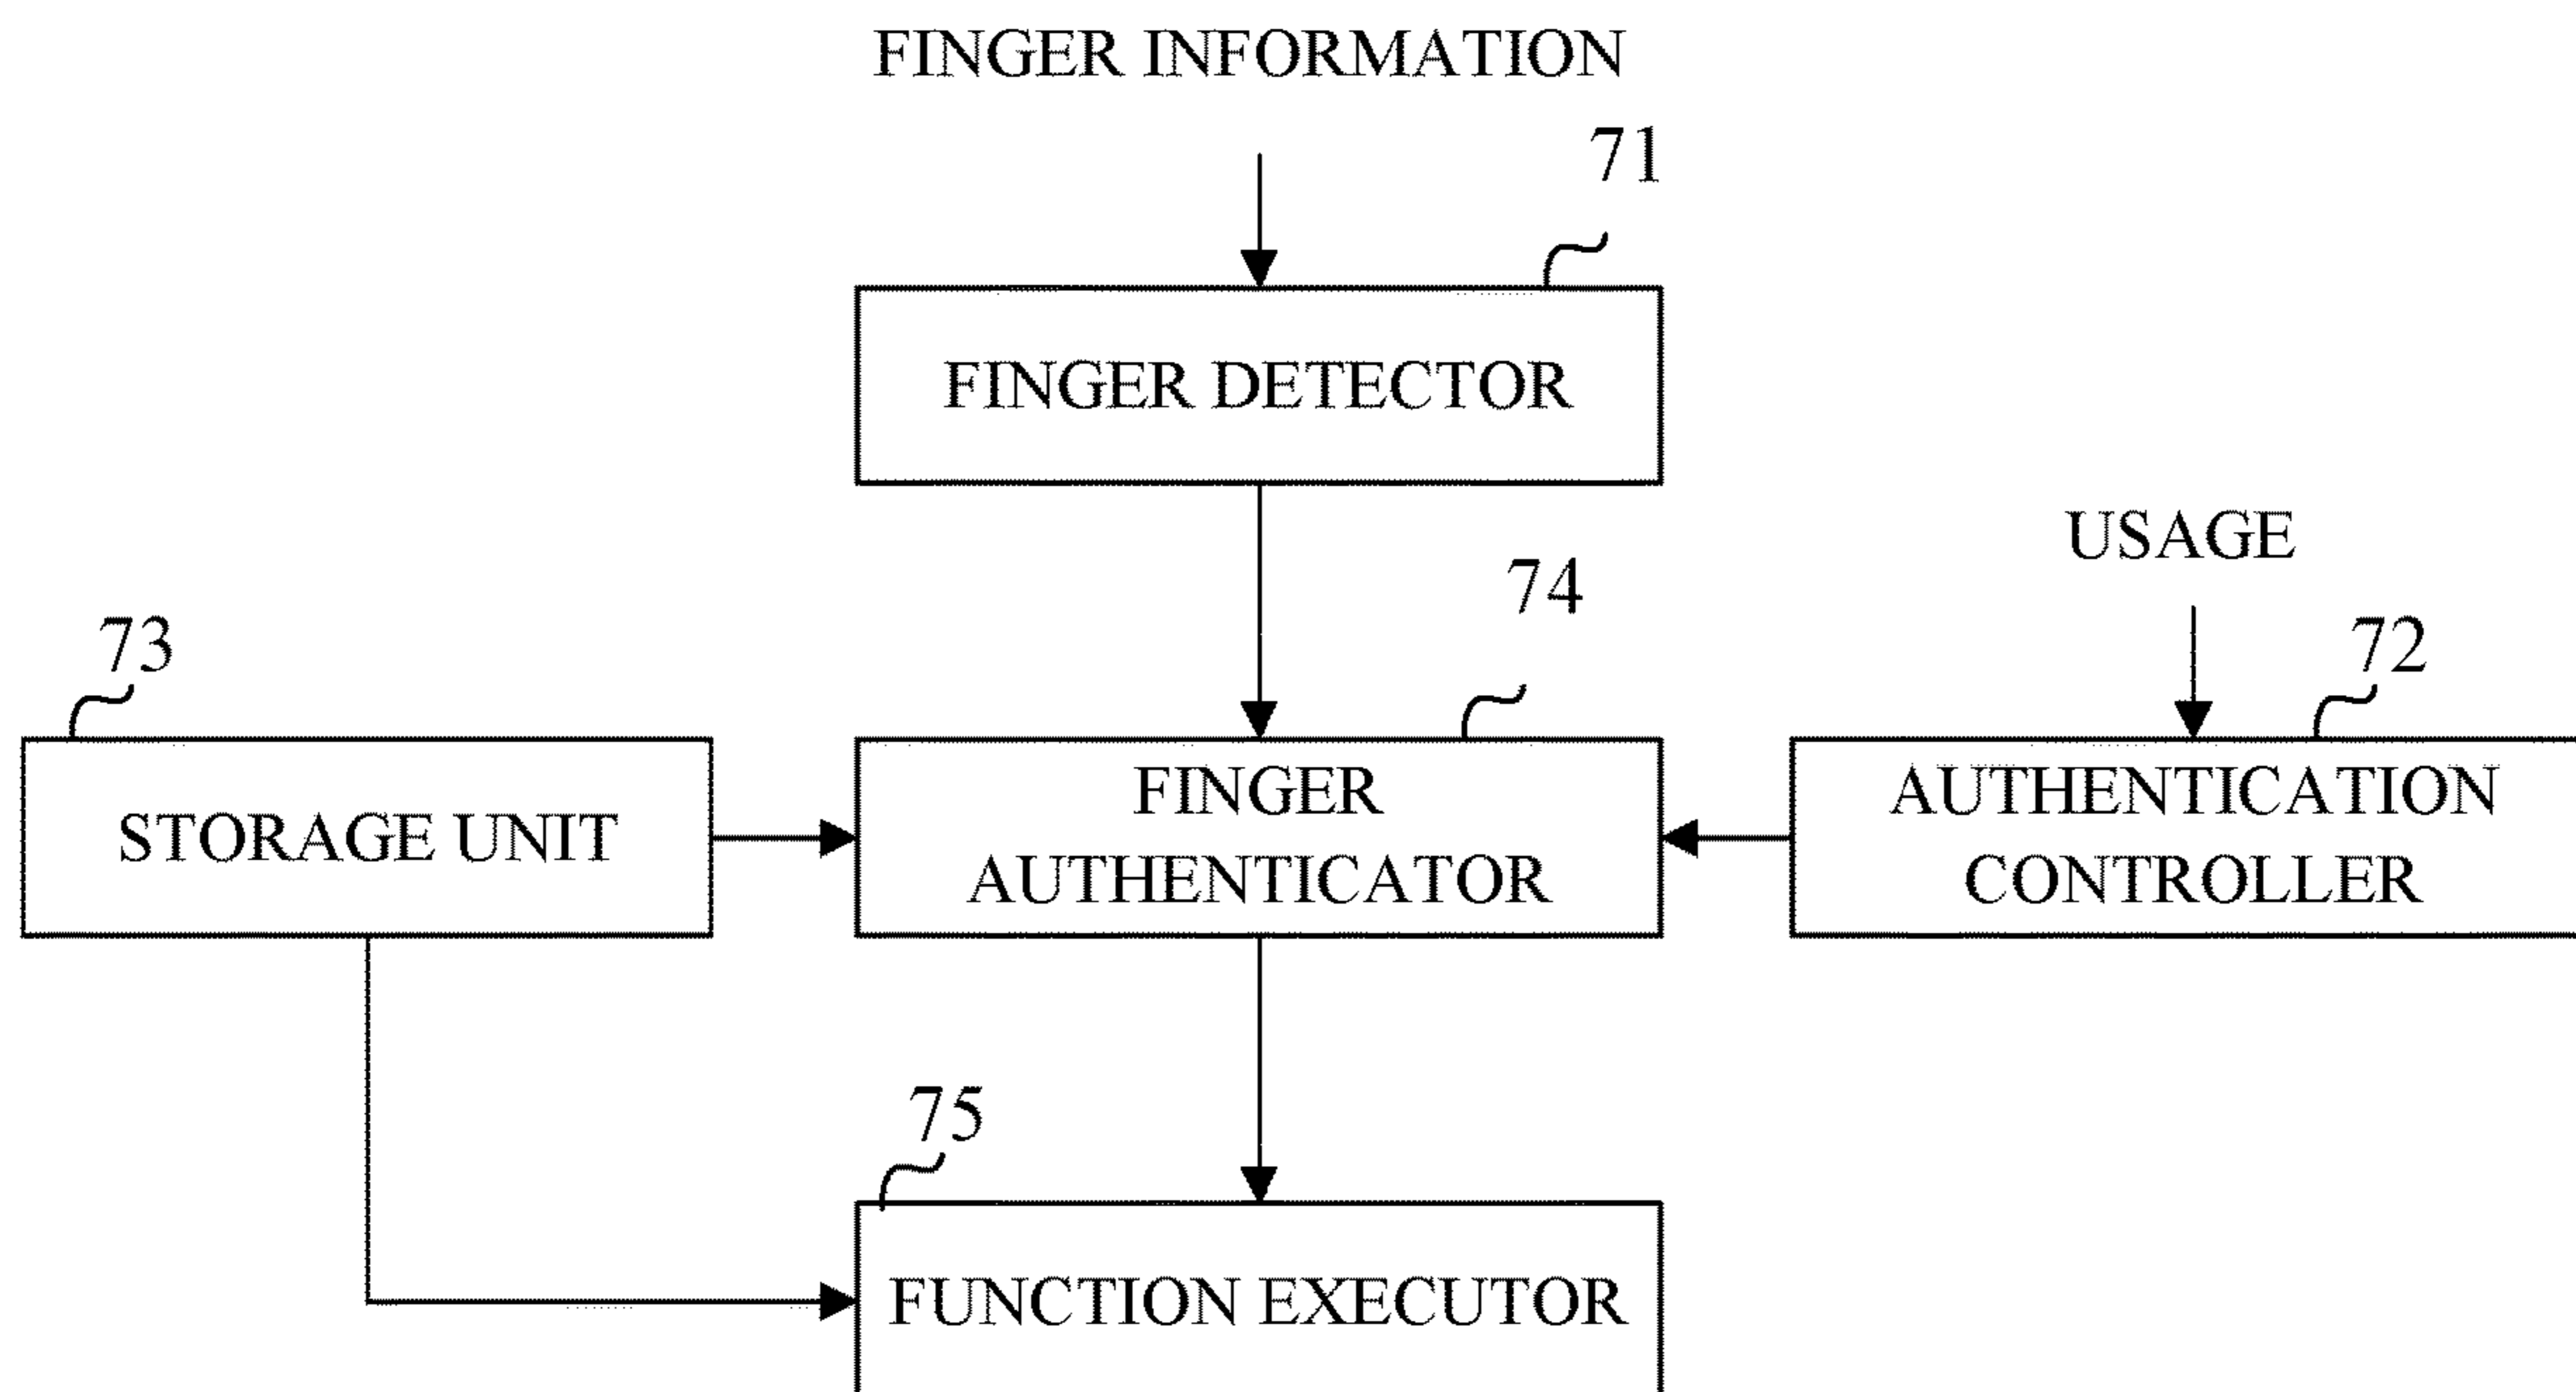 FINGER INFORMATION
71
FINGER DETECTOR
USAGE
74
73
72
STORAGE UNIT
FINGER
AUTHENTICATOR
AUTHENTICATION
CONTROLLER
75
FUNCTION EXECUTOR